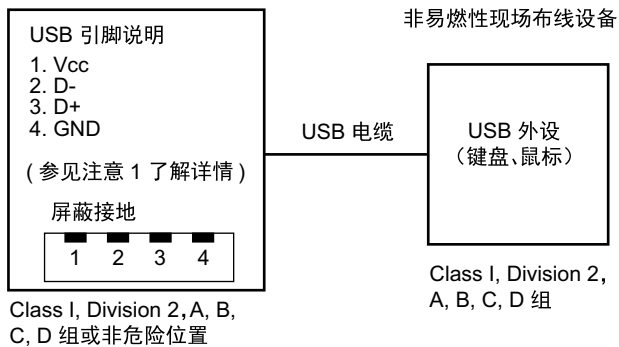 USB 引脚说明
1. Vcc
2. D-
3. D+
4. GND
( 参见注意 1 了解详情 )
屏蔽接地
1 2 3 4
Class I, Division 2, A, B,
C, D 组或非危险位置
USB 电缆
非易燃性现场布线设备
USB 外设
（键盘、鼠标）
Class I, Division 2,
A, B, C, D 组